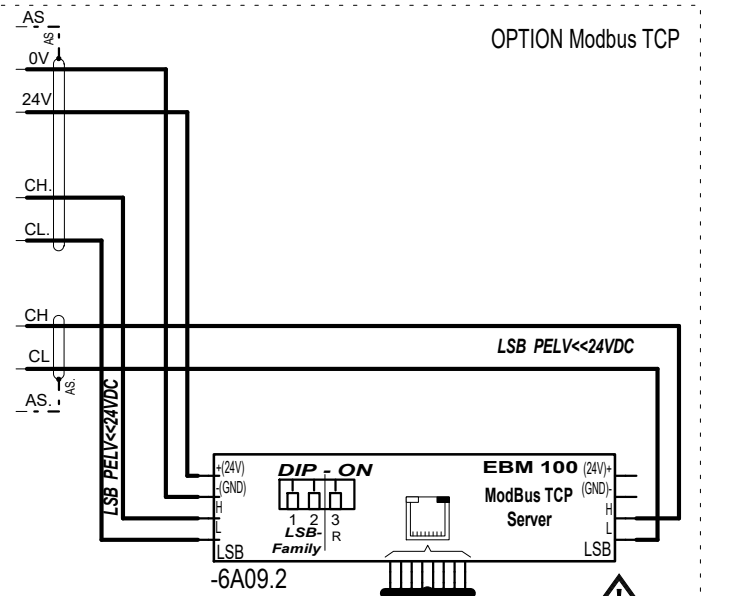 AS
AS
OPTION Modbus TCP
0V
24V
CH.
CL.
CH
LSB PELV<<24VDC
CL
AS.
AS.
LSB PELV<<24VDC
+(24V)
-(GND)
H
L
LSB
DIP - ON
1 2 3
LSB-
Family
R
EBM 100
ModBus TCP
Server
(24V)+
(GND)-
H
L
LSB
-6A09.2